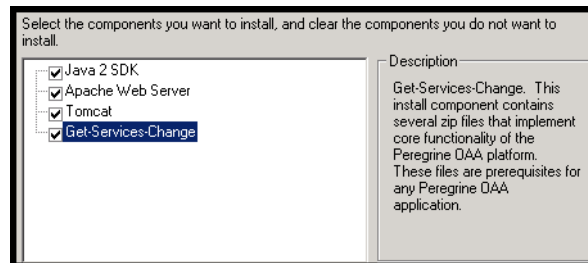 Select the components you want to install, and clear the components you do not want to
install.
Java 2 SDK
Apache Web Server
Tomcat
Get-Services-Change
Description
Get-Services-Change. This
install component contains
several zip files that implement
core functionality of the
Peregrine OAA platform.
These files are prerequisites for
any Peregrine OAA
application.